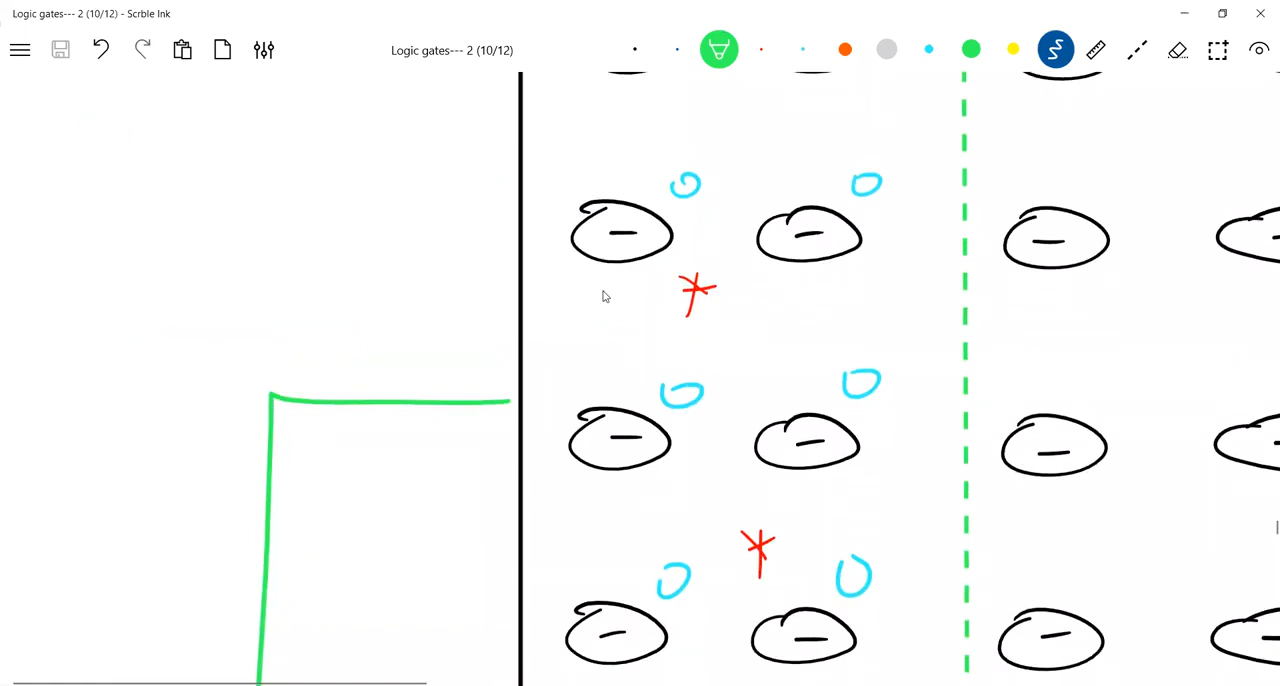 Logic gates--- 2 (10/12) - Scrble Ink
Logic gates--- 2 (10/12)